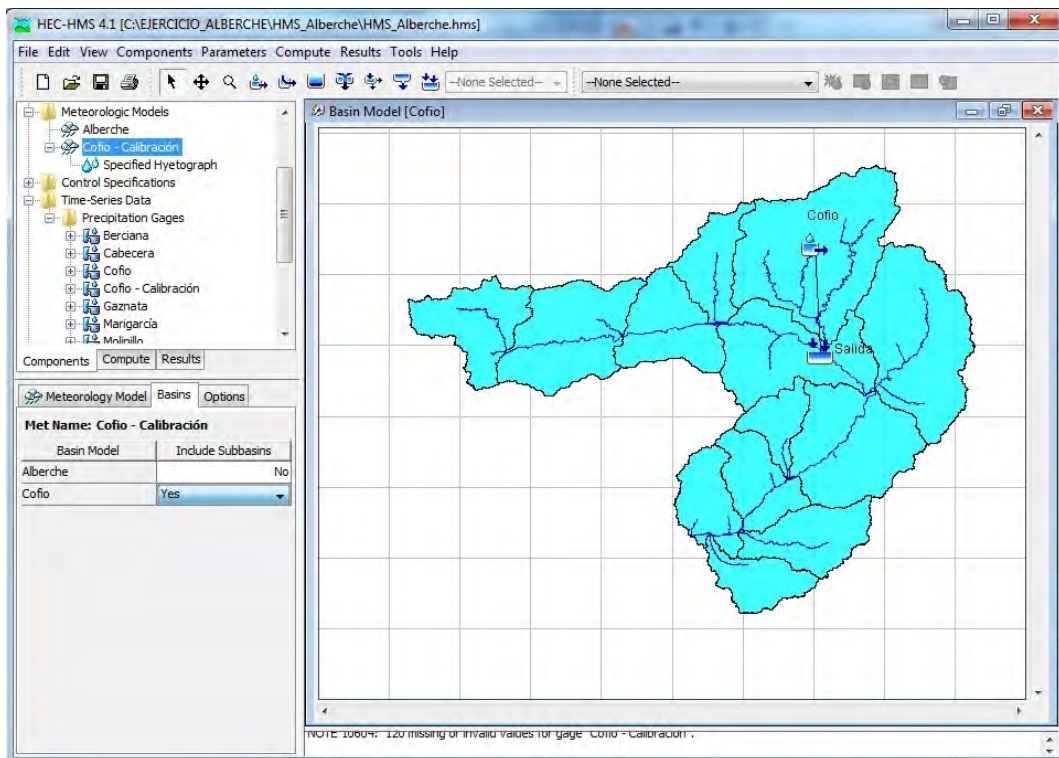 HEC-HMS 4.1 [C:\EJERCICIO_ALBERCHE\HMS_Alberche\HMS_Alberche.hms]
File Edit View Components Parameters Compute Results Tools Help
--None Selected--
--None Selected--
Meteorologic Models
Alberche
Cofio - Calibración
Specified Hyetograph
Control Specifications
Time-Series Data
Precipitation Gages
Berciana
Cabecera
Cofio
Cofio - Calibración
Gaznata
Marigarcía
Molinillo
Components Compute Results
Meteorology Model Basins Options
Met Name: Cofio - Calibración
Basin Model Include Subbasins
Alberche No
Cofio Yes
Basin Model [Cofio]
Cofio
Salida
NOTE 10604: 120 missing or invalid values for gage "Cofio - Calibración".